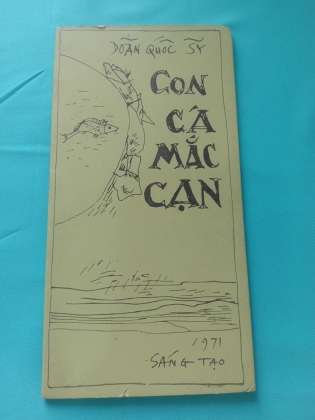 DOÃN QUỐC SỸ
CON
CÁ
MẮC
CẠN
1971
SÁNG TẠO